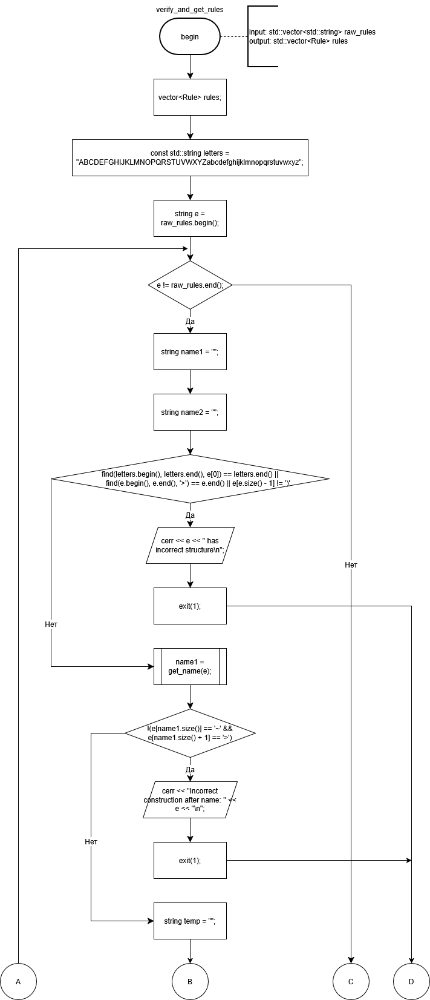 verify_and_get_rules
begin
input: std::vector<std::string> raw_rules
output: std::vector<Rule> rules
vector<Rule> rules;
const std::string letters =
"ABCDEFGHIJKLMNOPQRSTUVWXYZabcdefghijklmnopqrstuvwxyz";
string e =
raw_rules.begin();
e != raw_rules.end();
Да
string name1 = "";
string name2 = "";
find(letters.begin(), letters.end(), e[0]) == letters.end() ||
find(e.begin(), e.end(), '>') == e.end() || e[e.size() - 1] != ')'
Да
cerr << e << " has
incorrect structure\n";
Нет
exit(1);
Нет
name1 =
get_name(e);
!(e[name1.size()] == '~' &&
e[name1.size() + 1] == '>')
Да
cerr << "Incorrect
construction after name: " <<
e << "\n";
Нет
exit(1);
string temp = "";
A
B
C
D